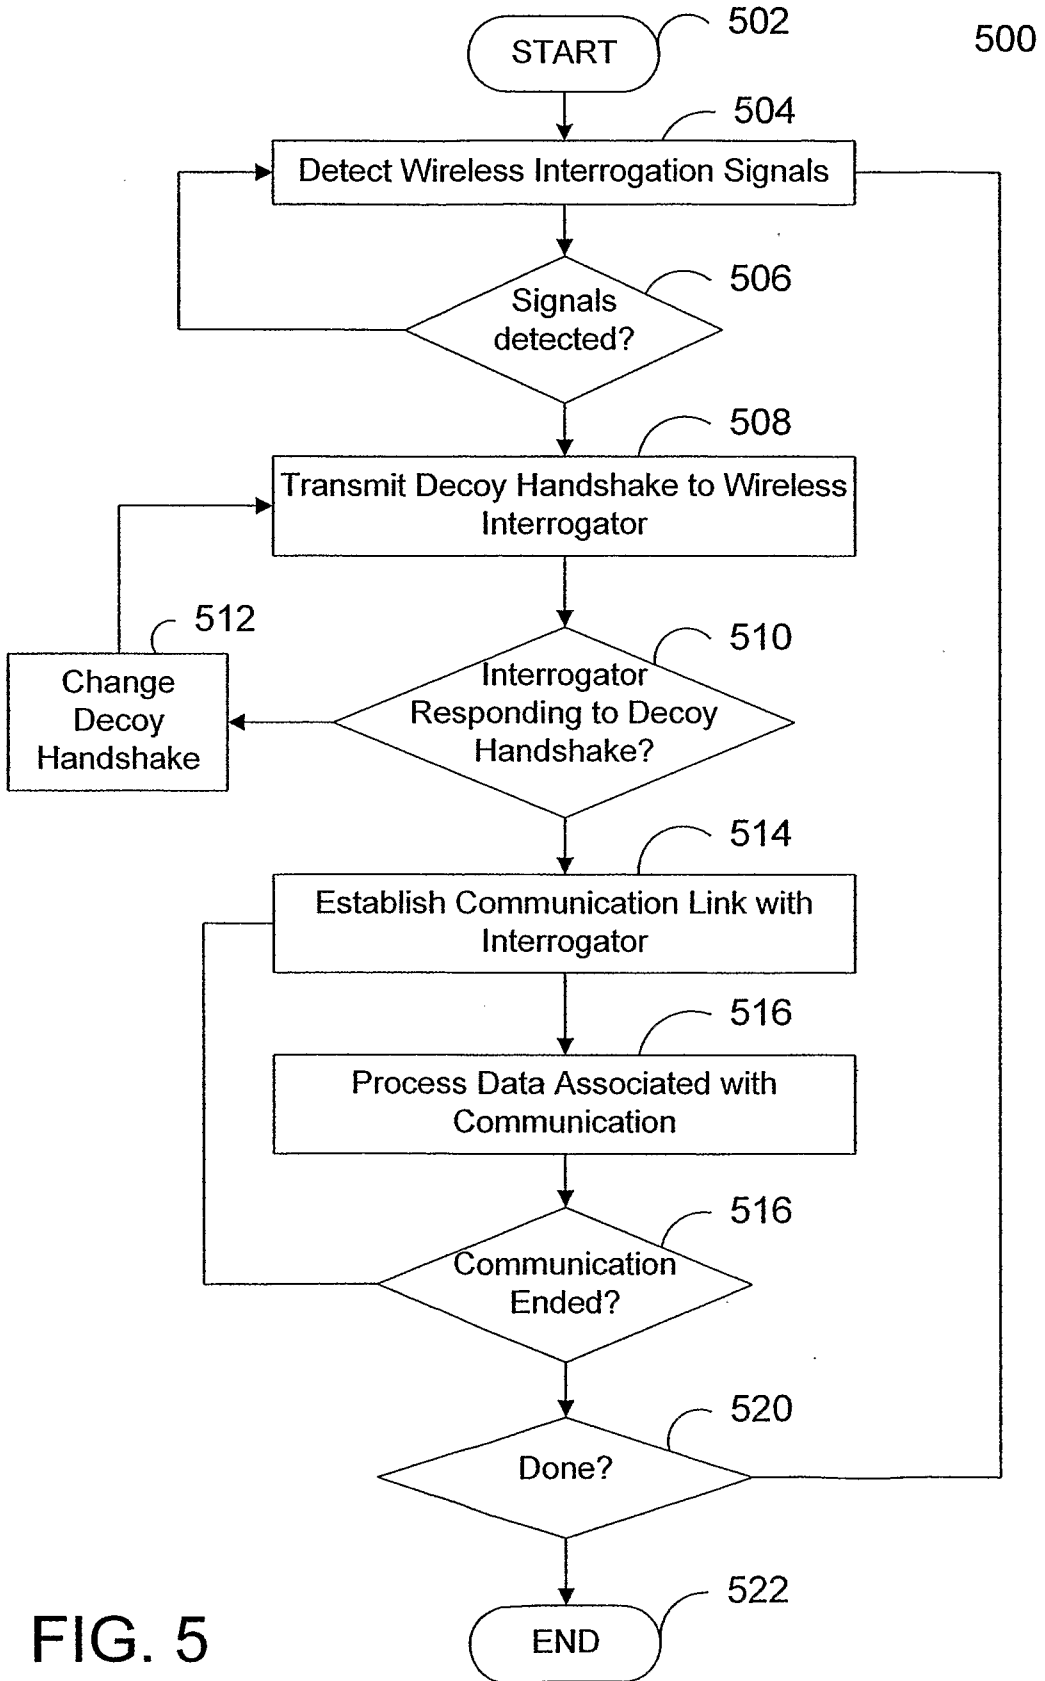 502
500
START
504
Detect Wireless Interrogation Signals
506
Signals
detected?
508
Transmit Decoy Handshake to Wireless
Interrogator
512
510
Change
Decoy
Handshake
Interrogator
Responding to Decoy
Handshake?
514
Establish Communication Link with
Interrogator
516
Process Data Associated with
Communication
516
Communication
Ended?
520
Done?
522
END
FIG. 5